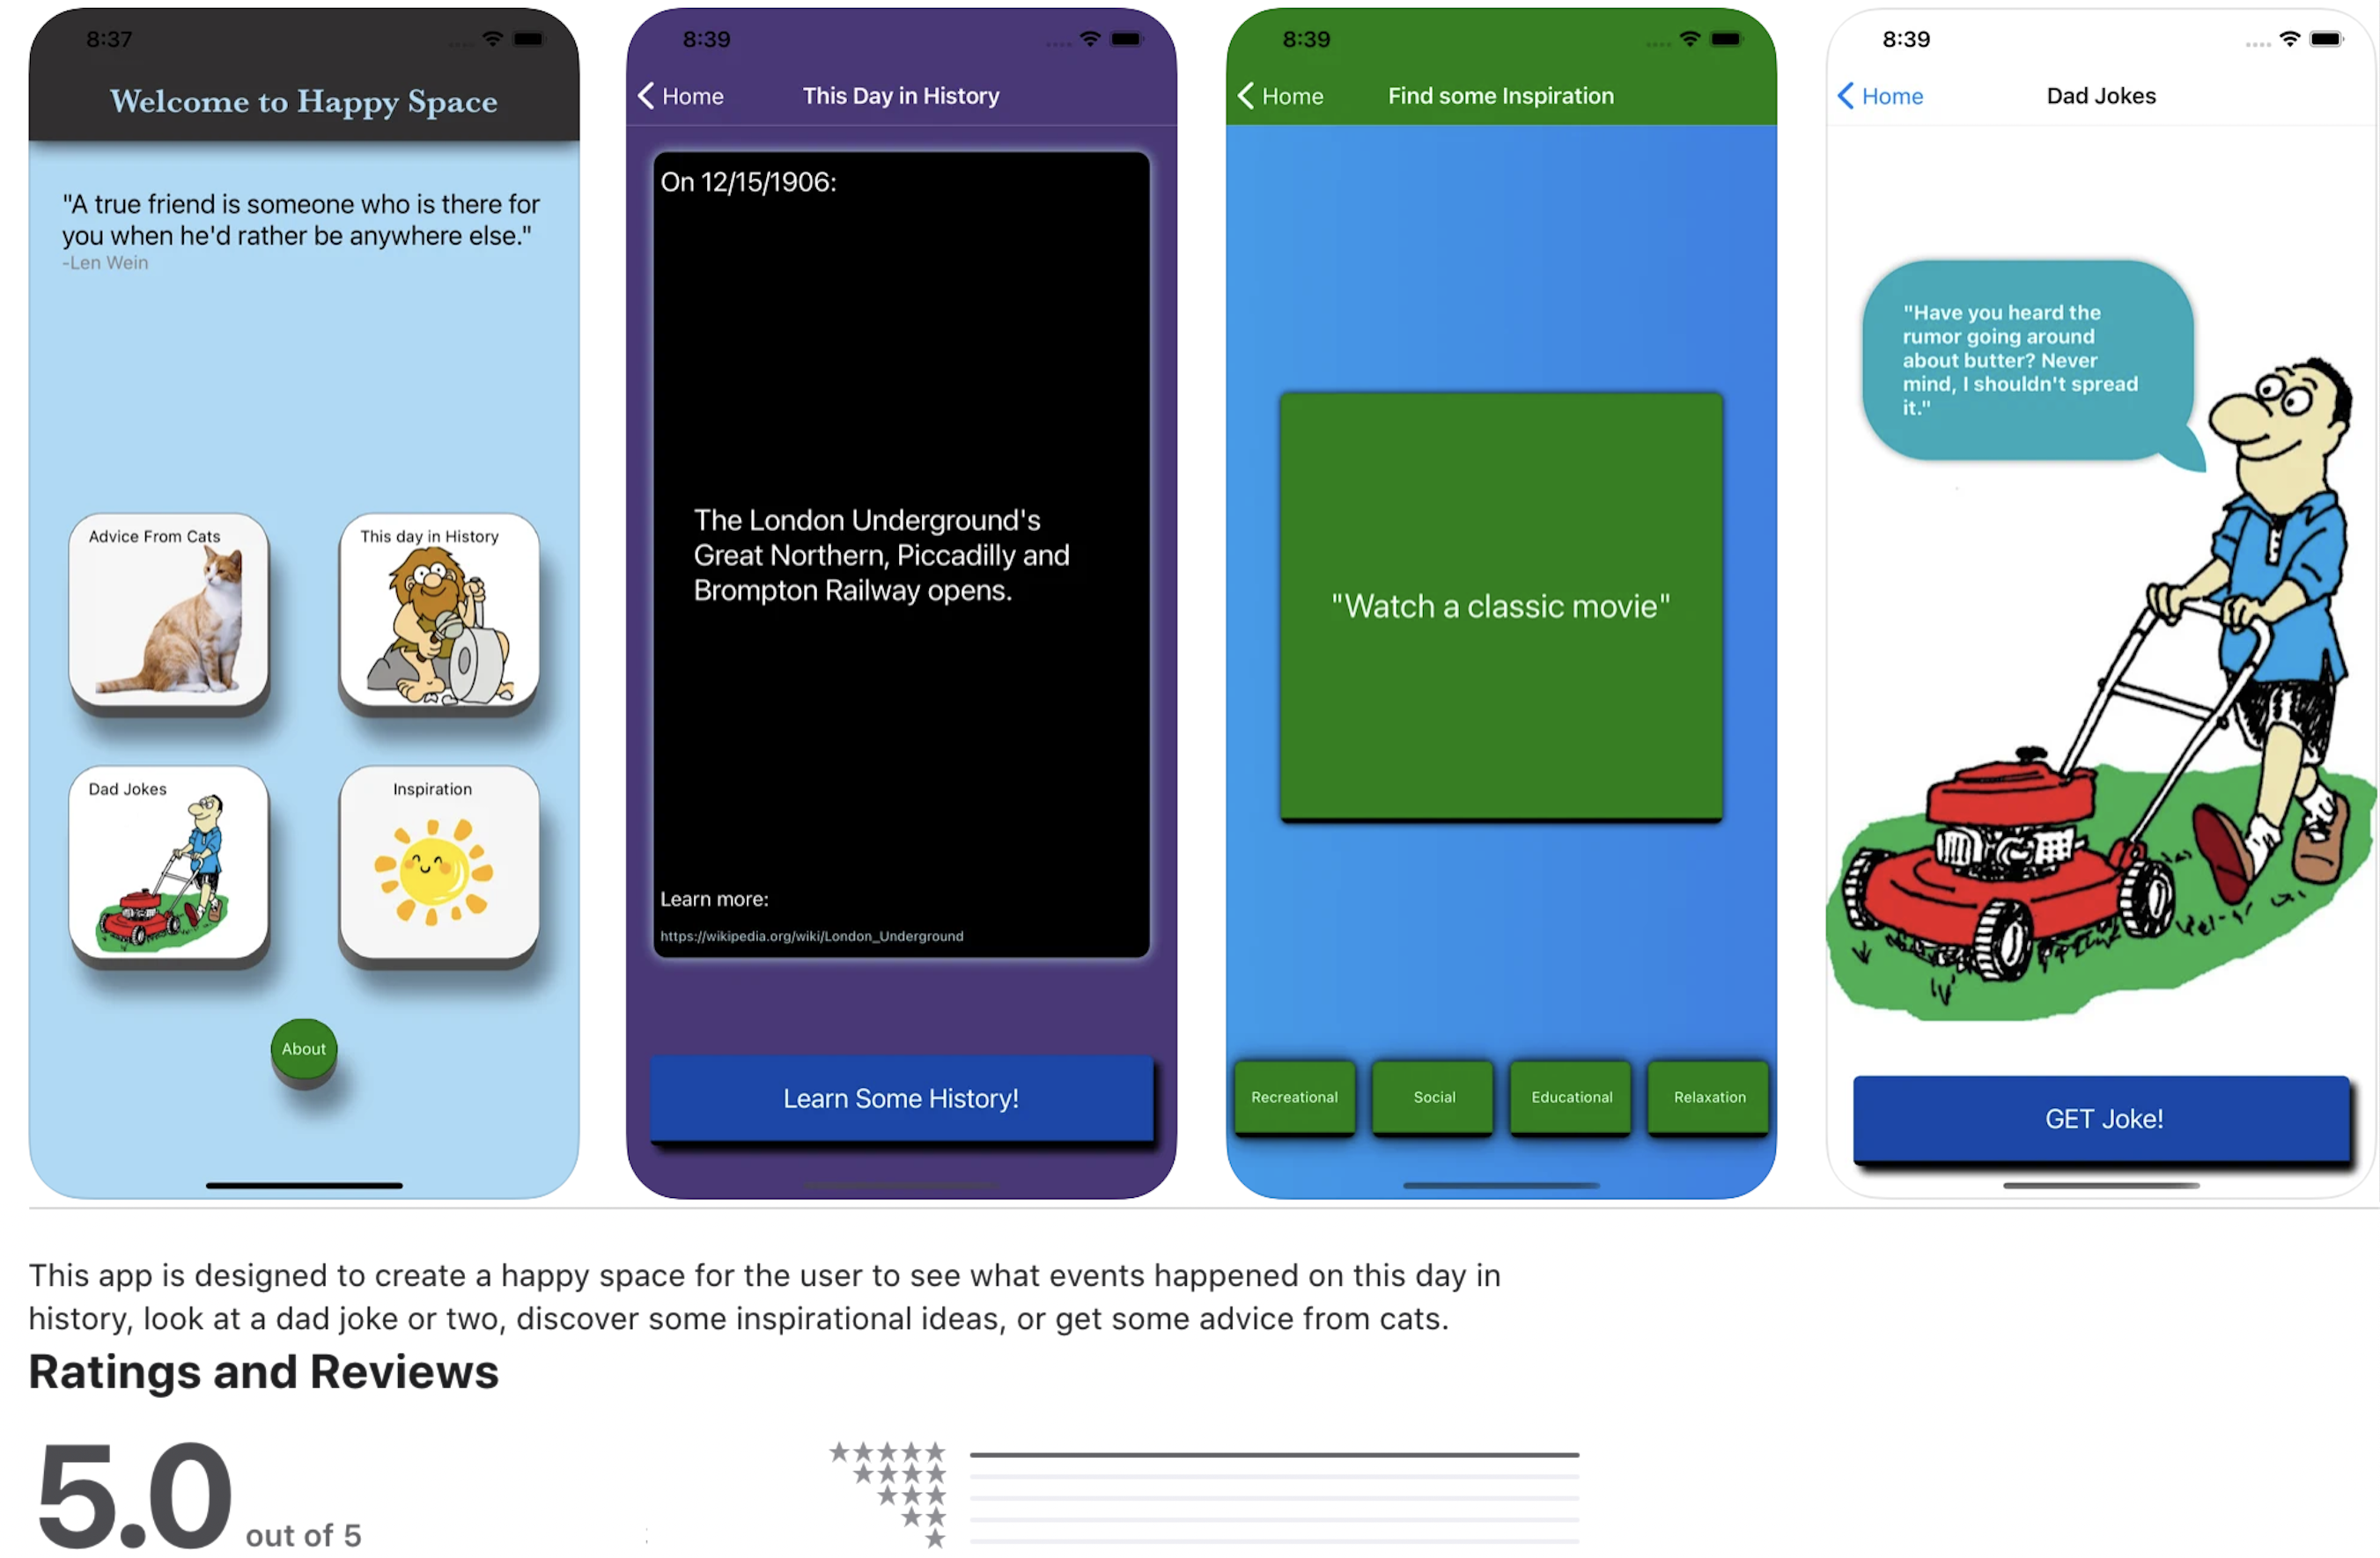 8:37
Welcome to Happy Space
"A true friend is someone who is there for
you when he'd rather be anywhere else."
-Len Wein
Advice From Cats
This day in History
Dad Jokes
Inspiration
About
8:39
Home
This Day in History
On 12/15/1906:
The London Underground's
Great Northern, Piccadilly and
Brompton Railway opens.
Learn more:
https://wikipedia.org/wiki/London_Underground
Learn Some History!
8:39
Home
Find some Inspiration
"Watch a classic movie"
Recreational
Social
Educational
Relaxation
8:39
Home
Dad Jokes
"Have you heard the
rumor going around
about butter? Never
mind, I shouldn't spread
it."
GET Joke!
This app is designed to create a happy space for the user to see what events happened on this day in
history, look at a dad joke or two, discover some inspirational ideas, or get some advice from cats.
Ratings and Reviews
5.0 out of 5